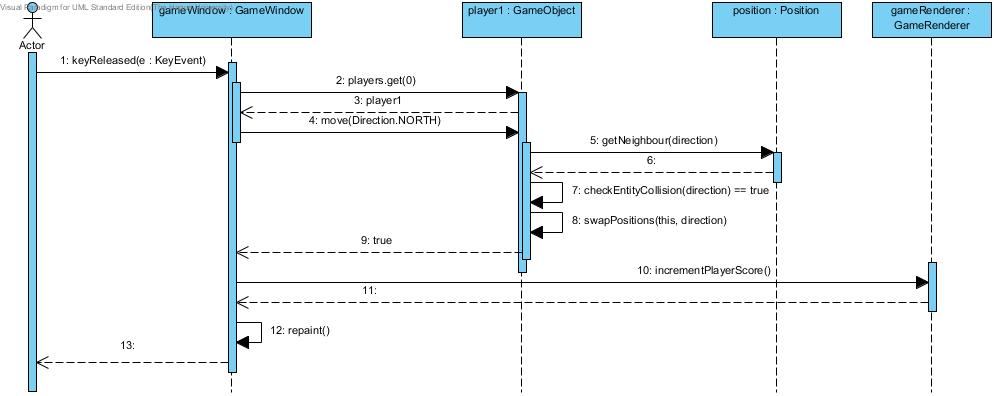 Visual Paradigm for UML Standard Edition
gameWindow : GameWindow
player1 : GameObject
position : Position
gameRenderer :
GameRenderer
Actor
1: keyReleased(e : KeyEvent)
2: players.get(0)
3: player1
4: move(Direction.NORTH)
5: getNeighbour(direction)
6:
7: checkEntityCollision(direction) == true
8: swapPositions(this, direction)
9: true
10: incrementPlayerScore()
11:
12: repaint()
13: